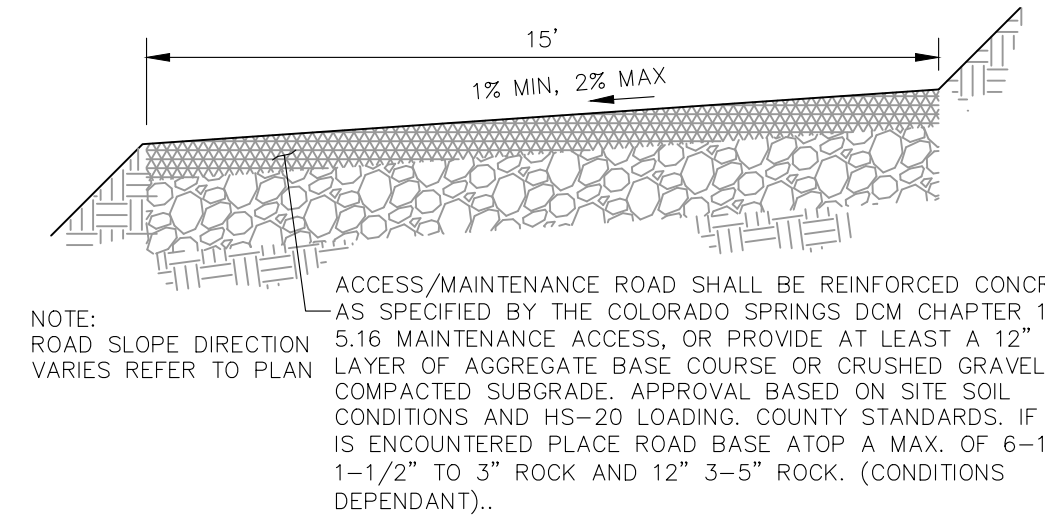 15'
1% MIN, 2% MAX
NOTE:
ROAD SLOPE DIRECTION
VARIES REFER TO PLAN
ACCESS/MAINTENANCE ROAD SHALL BE REINFORCED CONCR
AS SPECIFIED BY THE COLORADO SPRINGS DCM CHAPTER 1
5.16 MAINTENANCE ACCESS, OR PROVIDE AT LEAST A 12"
LAYER OF AGGREGATE BASE COURSE OR CRUSHED GRAVEL
COMPACTED SUBGRADE. APPROVAL BASED ON SITE SOIL
CONDITIONS AND HS-20 LOADING. COUNTY STANDARDS. IF
IS ENCOUNTERED PLACE ROAD BASE ATOP A MAX. OF 6-1
1-1/2" TO 3" ROCK AND 12" 3-5" ROCK. (CONDITIONS
DEPENDANT)..